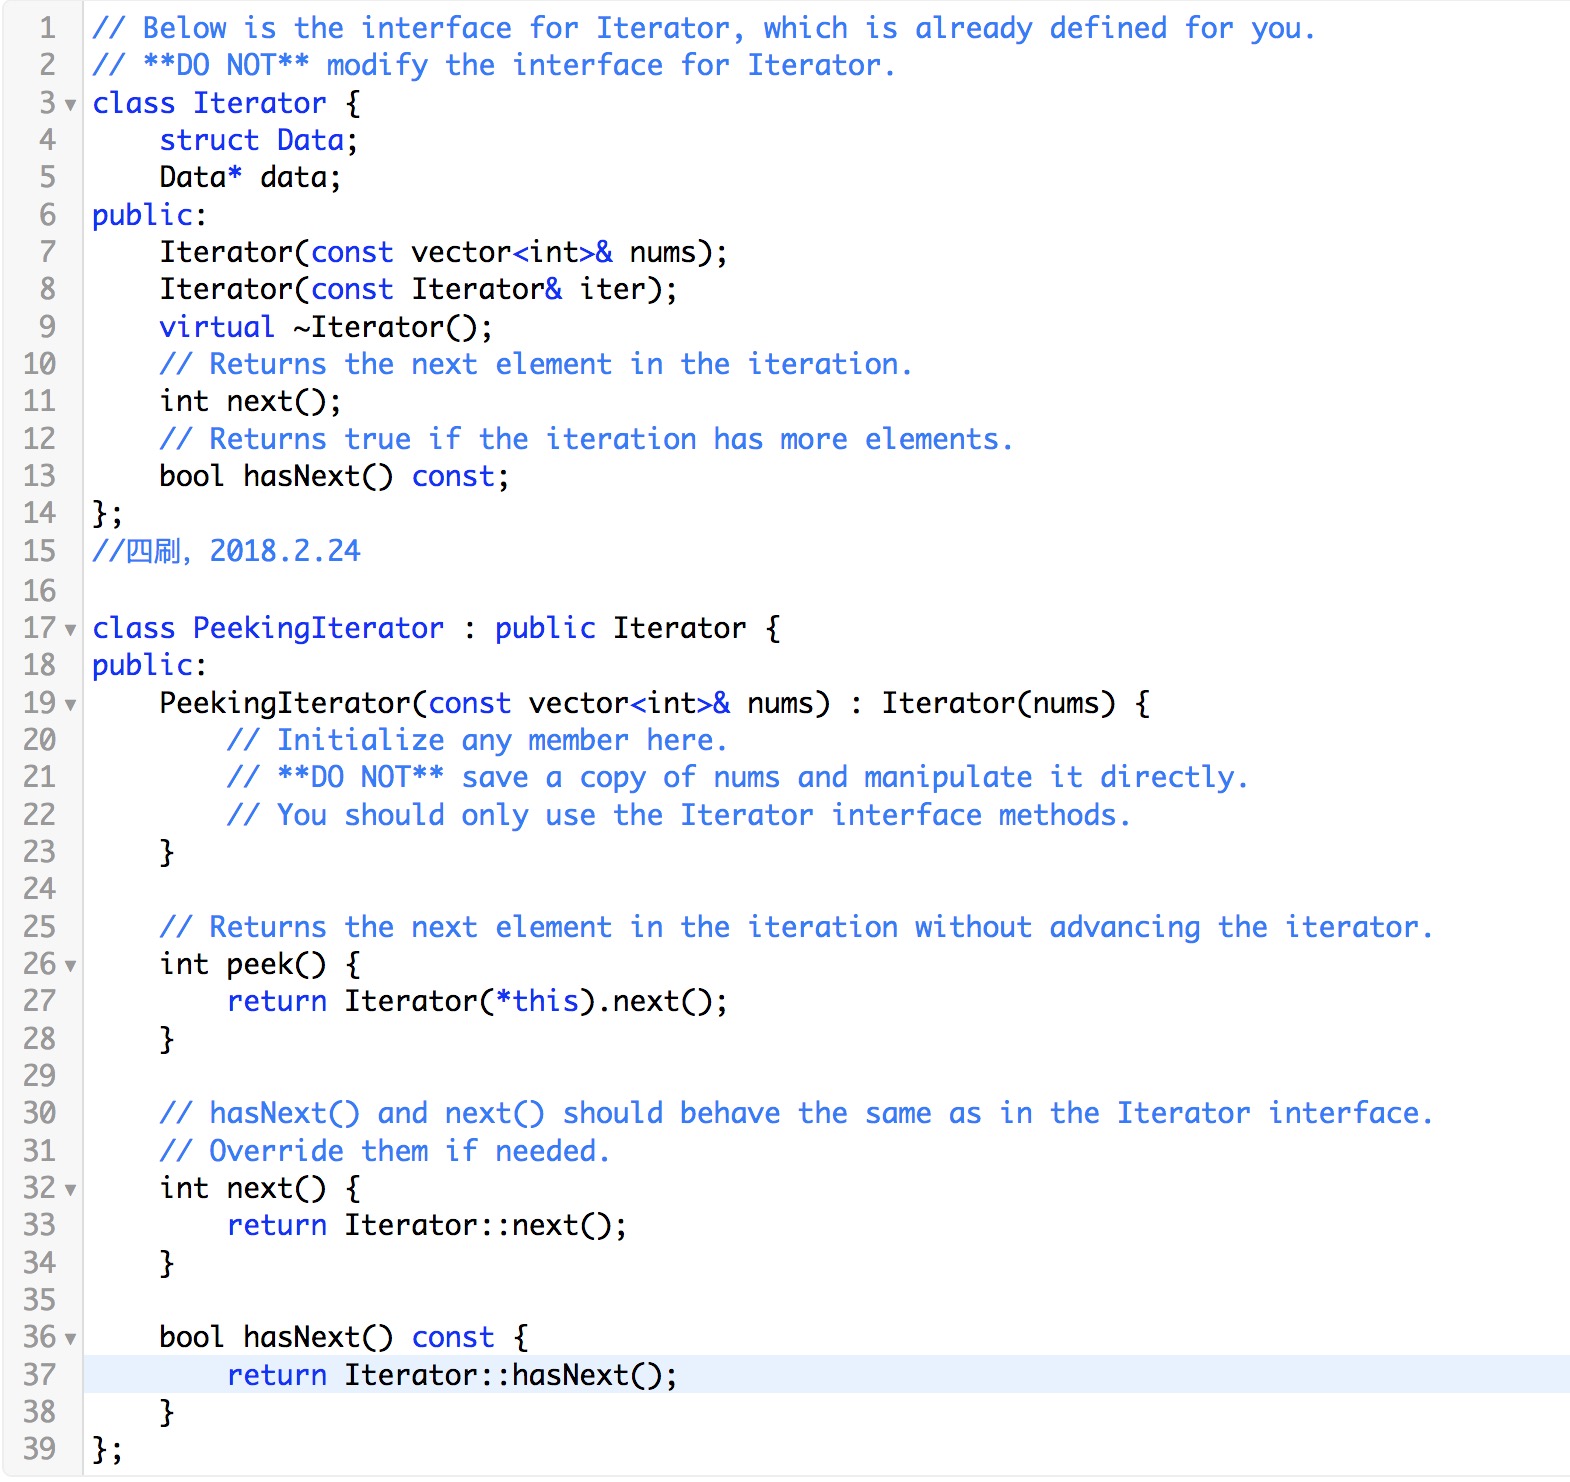 1 // Below is the interface for Iterator, which is already defined for you.
2 // **DO NOT** modify the interface for Iterator.
3 class Iterator {
4     struct Data;
5     Data* data;
6 public:
7     Iterator(const vector<int>& nums);
8     Iterator(const Iterator& iter);
9     virtual ~Iterator();
10     // Returns the next element in the iteration.
11     int next();
12     // Returns true if the iteration has more elements.
13     bool hasNext() const;
14 };
15 //四刷，2018.2.24
16
17 class PeekingIterator : public Iterator {
18 public:
19     PeekingIterator(const vector<int>& nums) : Iterator(nums) {
20         // Initialize any member here.
21         // **DO NOT** save a copy of nums and manipulate it directly.
22         // You should only use the Iterator interface methods.
23     }
24
25     // Returns the next element in the iteration without advancing the iterator.
26     int peek() {
27         return Iterator(*this).next();
28     }
29
30     // hasNext() and next() should behave the same as in the Iterator interface.
31     // Override them if needed.
32     int next() {
33         return Iterator::next();
34     }
35
36     bool hasNext() const {
37         return Iterator::hasNext();
38     }
39 };